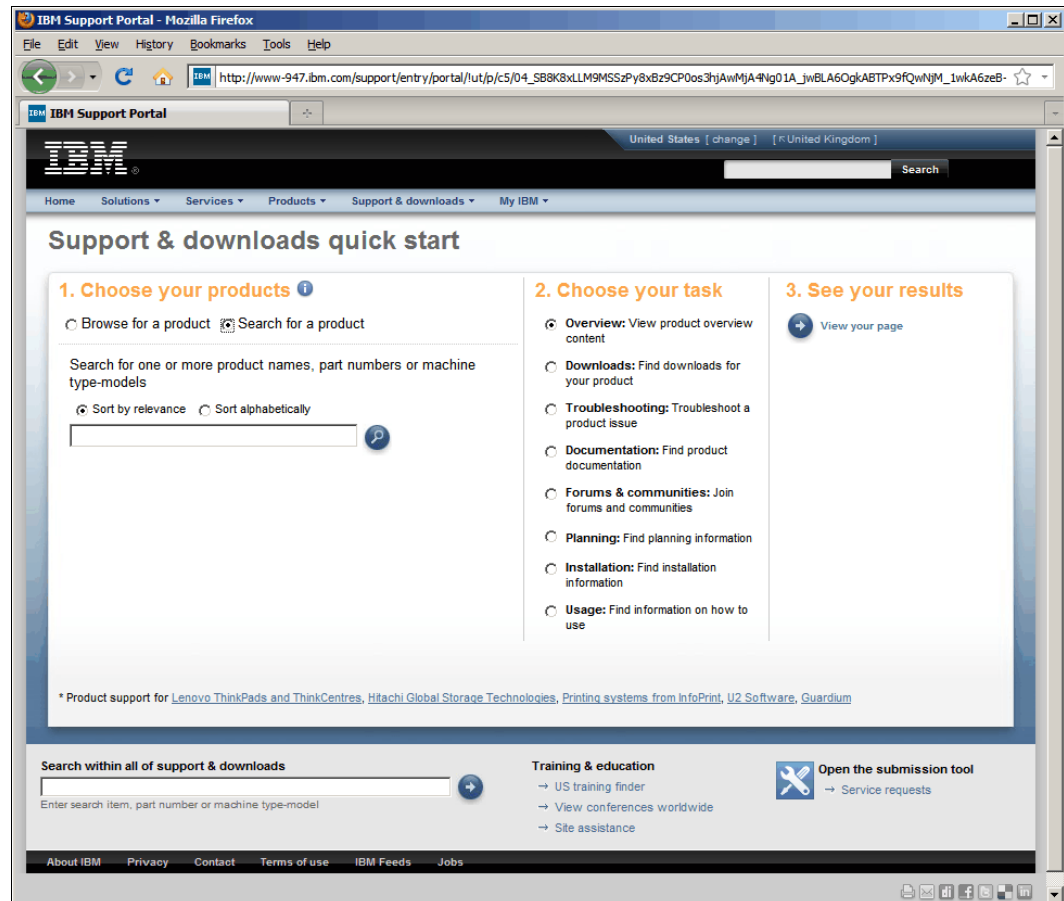 IBM Support Portal - Mozilla Firefox
File Edit View History Bookmarks Tools Help
http://www-947.ibm.com/support/entry/portal/!ut/p/c5/04_SB8K8xLLM9MSSzPy8xBz9CP0os3hjAwMjA4Ng01A_jwBLA6OgkABTPx9fQwNjM_1wkA6zeB-
IBM Support Portal
United States [ change ] [ United Kingdom ]
IBM®
Search
Home Solutions Services Products Support & downloads My IBM
Support & downloads quick start
1. Choose your products
Browse for a product Search for a product
Search for one or more product names, part numbers or machine
type-models
Sort by relevance Sort alphabetically
2. Choose your task
Overview: View product overview
content
Downloads: Find downloads for
your product
Troubleshooting: Troubleshoot a
product issue
Documentation: Find product
documentation
Forums & communities: Join
forums and communities
Planning: Find planning information
Installation: Find installation
information
Usage: Find information on how to
use
3. See your results
View your page
* Product support for Lenovo ThinkPads and ThinkCentres, Hitachi Global Storage Technologies, Printing systems from InfoPrint, U2 Software, Guardium
Search within all of support & downloads
Enter search item, part number or machine type-model
Training & education
→ US training finder
→ View conferences worldwide
→ Site assistance
Open the submission tool
→ Service requests
About IBM Privacy Contact Terms of use IBM Feeds Jobs